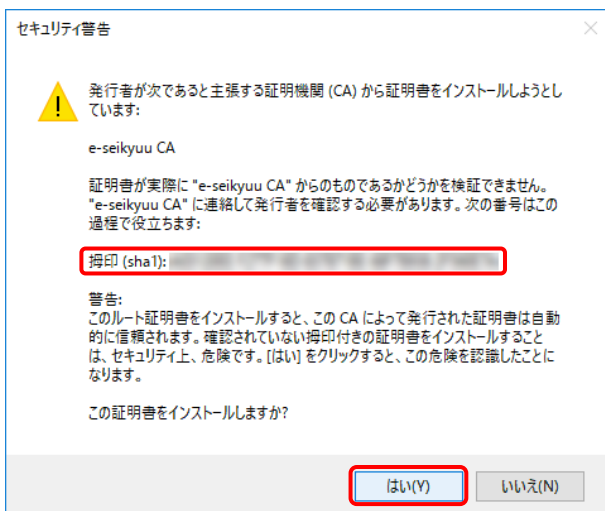 セキュリティ警告
発行者が次であると主張する証明機関 (CA) から証明書をインストールしようとし
ています:
e-seikyuu CA
証明書が実際に "e-seikyuu CA" からのものであるかどうかを検証できません。
"e-seikyuu CA" に連絡して発行者を確認する必要があります。次の番号はこの
過程で役立ちます:
拇印 (sha1):
警告:
このルート証明書をインストールすると、この CA によって発行された証明書は自動
的に信頼されます。確認されていない拇印付きの証明書をインストールすること
は、セキュリティ上、危険です。[はい] をクリックすると、この危険を認識したことに
なります。
この証明書をインストールしますか?
はい(Y)
いいえ(N)